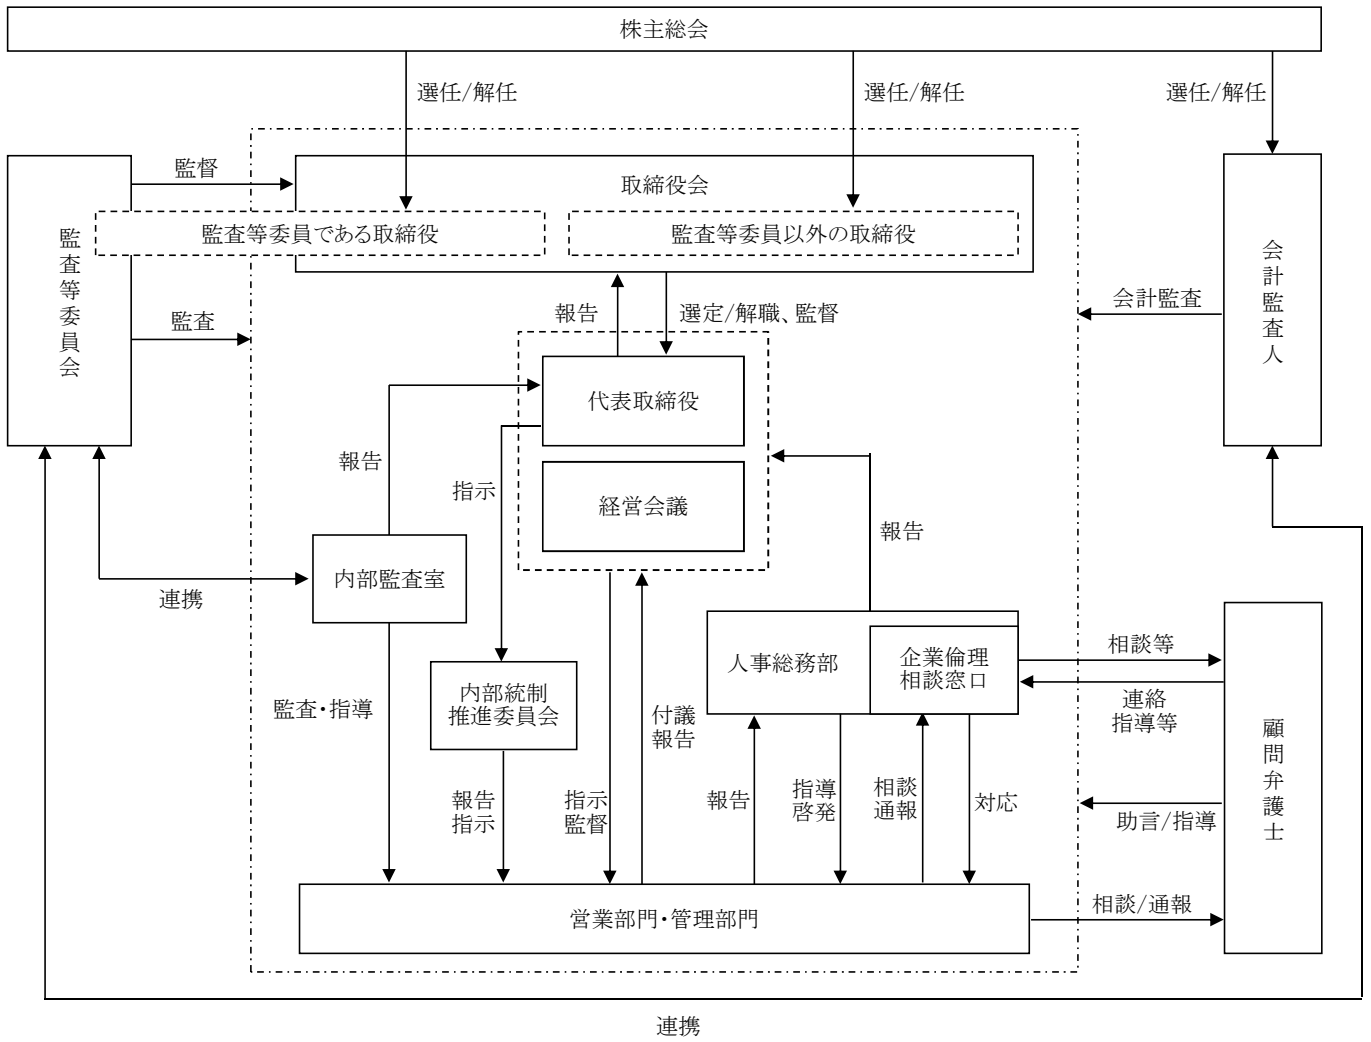 株主総会
選任/解任
選任/解任
選任/解任
監督
取締役会
監査等委員である取締役
監査等委員以外の取締役
監査等委員会
会計監査人
会計監査
監査
報告
選定/解職、監督
代表取締役
報告
指示
経営会議
報告
内部監査室
連携
人事総務部
企業倫理
相談窓口
相談等
連絡
指導等
内部統制
推進委員会
監査・指導
付議
報告
顧問弁護士
報告
指示
指示
監督
報告
指導
啓発
相談
通報
対応
助言/指導
営業部門・管理部門
相談/通報
連携